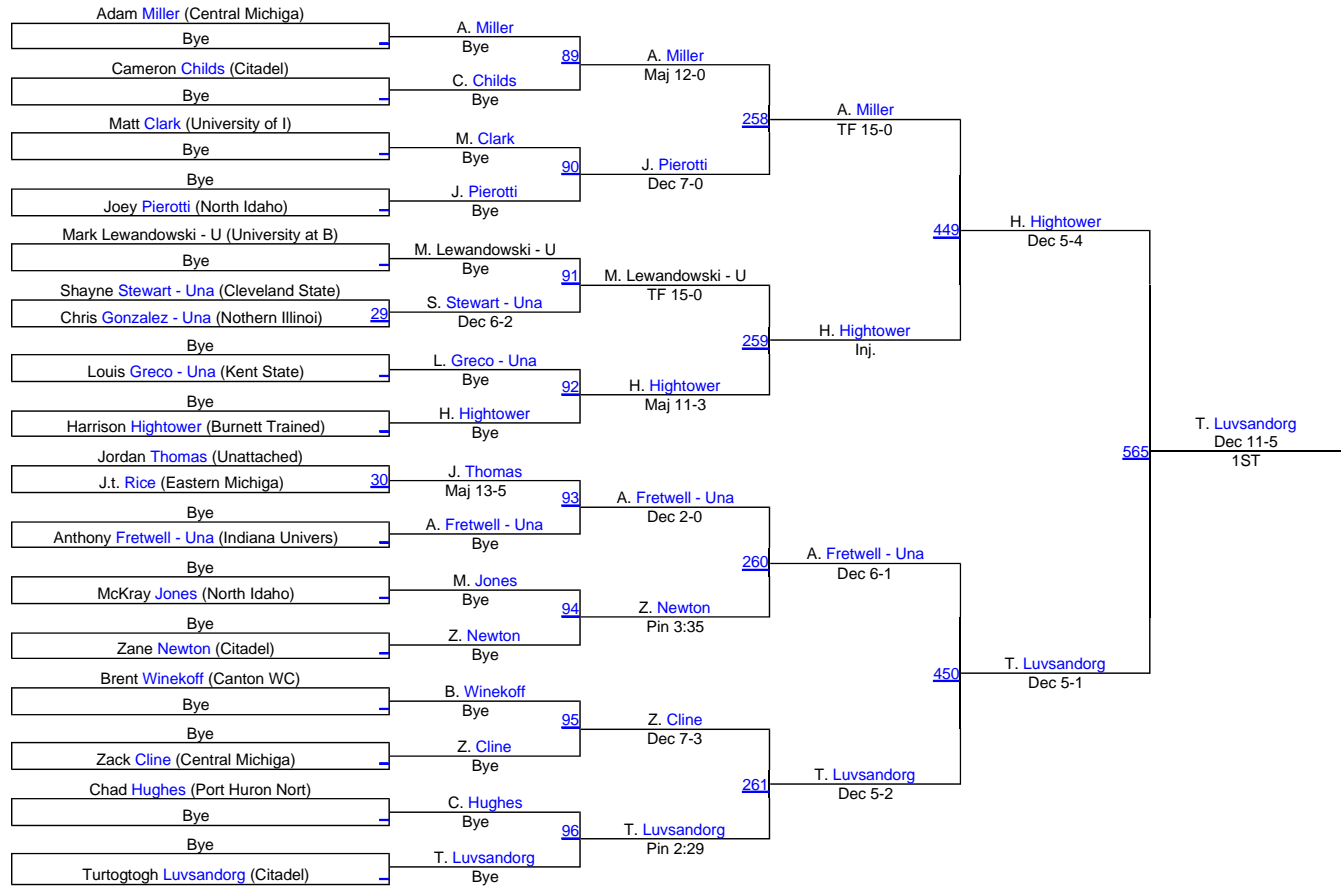 Adam Miller (Central Michiga)
Bye
Cameron Childs (Citadel)
Bye
Matt Clark (University of I)
Bye
Bye
Joey Pierotti (North Idaho)
Mark Lewandowski - U (University at B)
Bye
Shayne Stewart - Una (Cleveland State)
Chris Gonzalez - Una (Nothern Illinoi)
29
Bye
Louis Greco - Una (Kent State)
Bye
Harrison Hightower (Burnett Trained)
Jordan Thomas (Unattached)
J.t. Rice (Eastern Michiga)
30
Bye
Anthony Fretwell - Una (Indiana Univers)
Bye
McKray Jones (North Idaho)
Bye
Zane Newton (Citadel)
Brent Winekoff (Canton WC)
Bye
Bye
Zack Cline (Central Michiga)
Chad Hughes (Port Huron Nort)
Bye
Bye
Turtogtogh Luvsandorg (Citadel)
A. Miller
Bye
89
C. Childs
Bye
M. Clark
Bye
90
J. Pierotti
Bye
M. Lewandowski - U
Bye
91
S. Stewart - Una
Dec 6-2
L. Greco - Una
Bye
92
H. Hightower
Bye
J. Thomas
Maj 13-5
93
A. Fretwell - Una
Bye
M. Jones
Bye
94
Z. Newton
Bye
B. Winekoff
Bye
95
Z. Cline
Bye
C. Hughes
Bye
96
T. Luvsandorg
Bye
A. Miller
Maj 12-0
258
J. Pierotti
Dec 7-0
M. Lewandowski - U
TF 15-0
259
H. Hightower
Maj 11-3
A. Fretwell - Una
Dec 2-0
260
Z. Newton
Pin 3:35
Z. Cline
Dec 7-3
261
T. Luvsandorg
Pin 2:29
A. Miller
TF 15-0
449
H. Hightower
Inj.
A. Fretwell - Una
Dec 6-1
450
T. Luvsandorg
Dec 5-2
H. Hightower
Dec 5-4
565
T. Luvsandorg
Dec 5-1
T. Luvsandorg
Dec 11-5
1ST